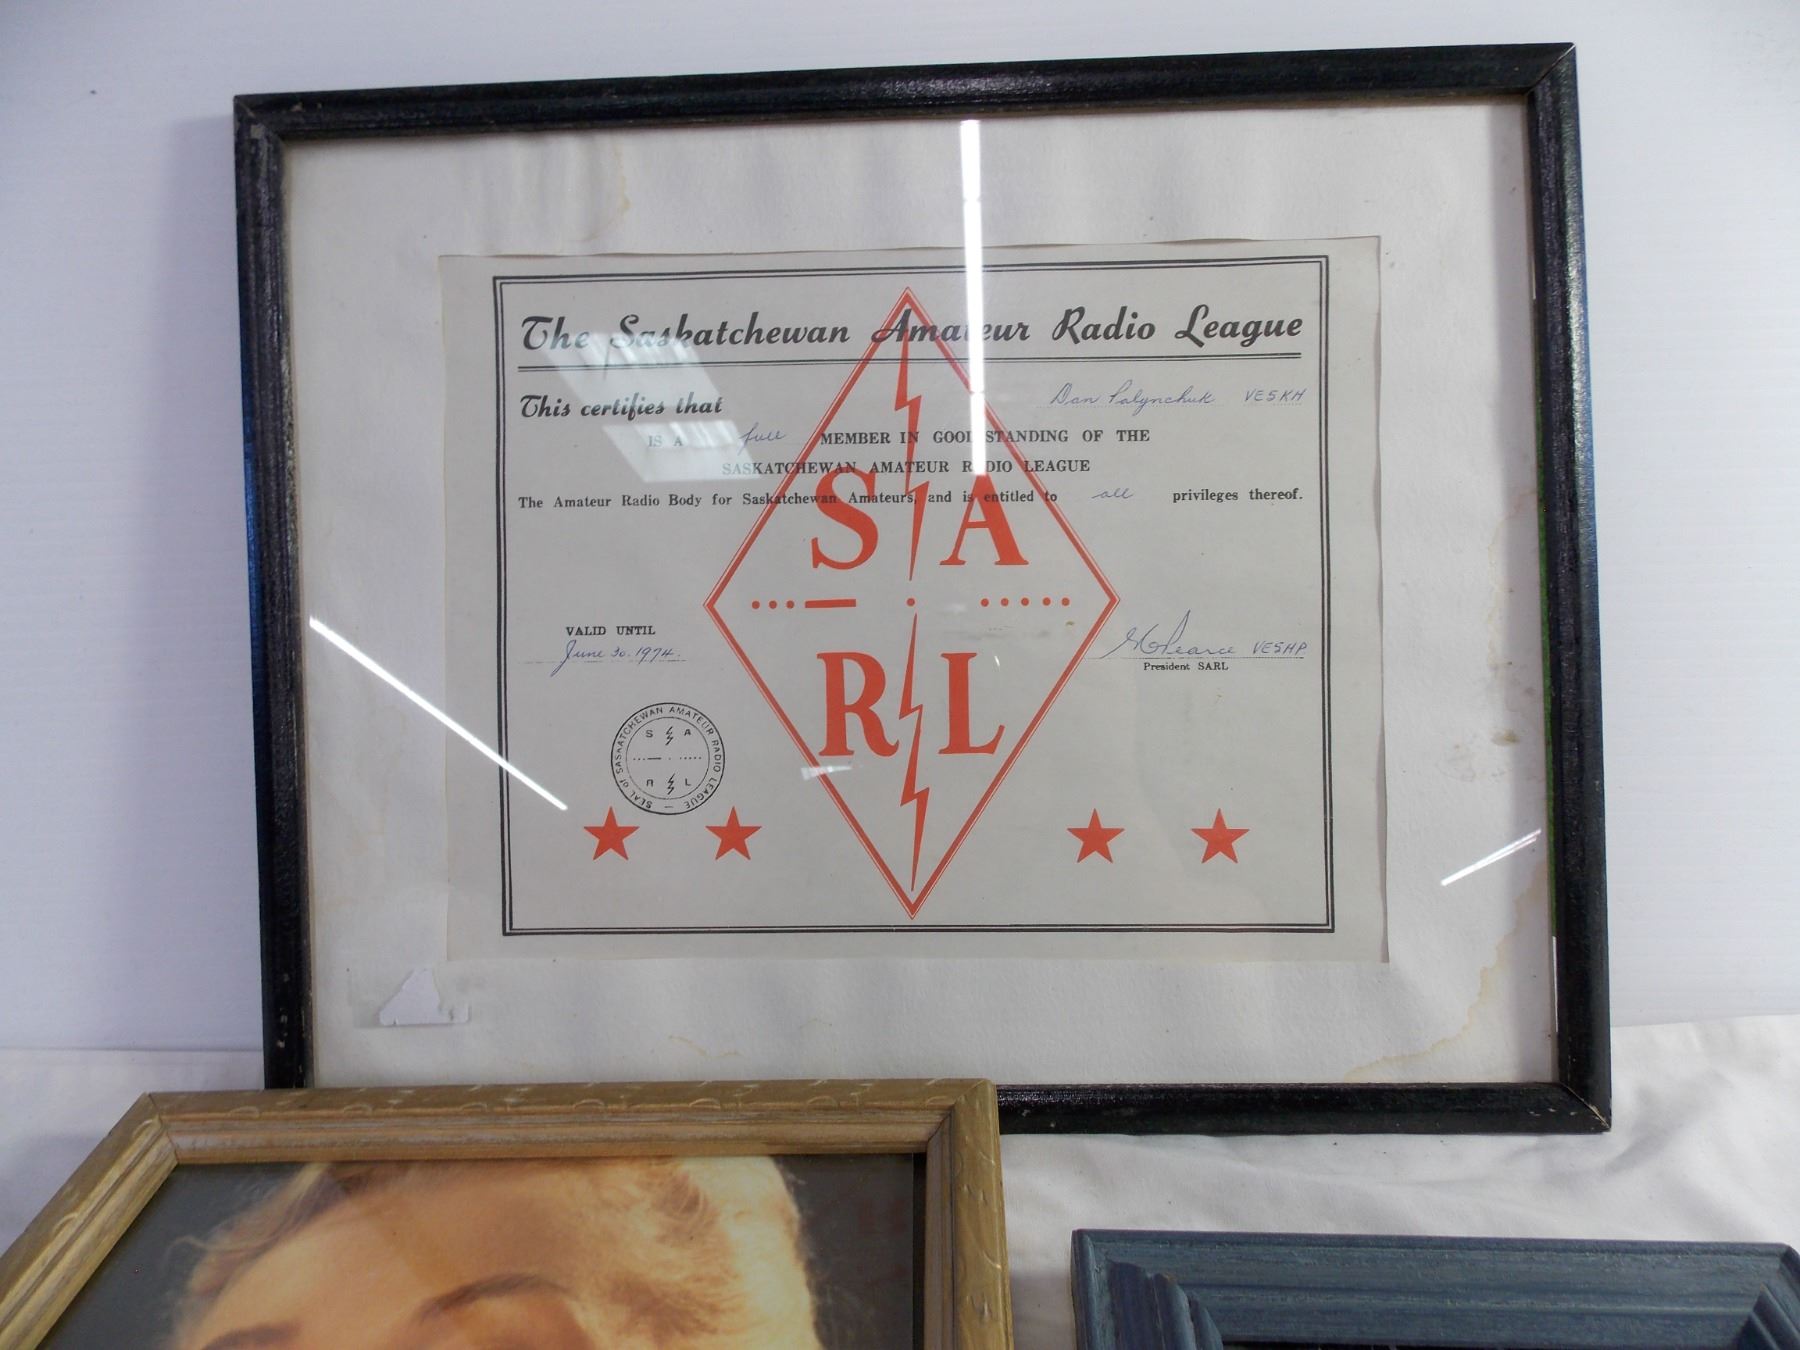 The Saskatchewan Amateur Radio League
This certifies that Dan Palynchuk VE5KH
IS A full MEMBER IN GOOD STANDING OF THE
SASKATCHEWAN AMATEUR RADIO LEAGUE
The Amateur Radio Body for Saskatchewan Amateurs, and is entitled to all privileges thereof.
S A
R L
VALID UNTIL
June 30, 1974.
Pearce VE5HP
President SARL
SEAL of SASKATCHEWAN AMATEUR RADIO LEAGUE
S A
R L